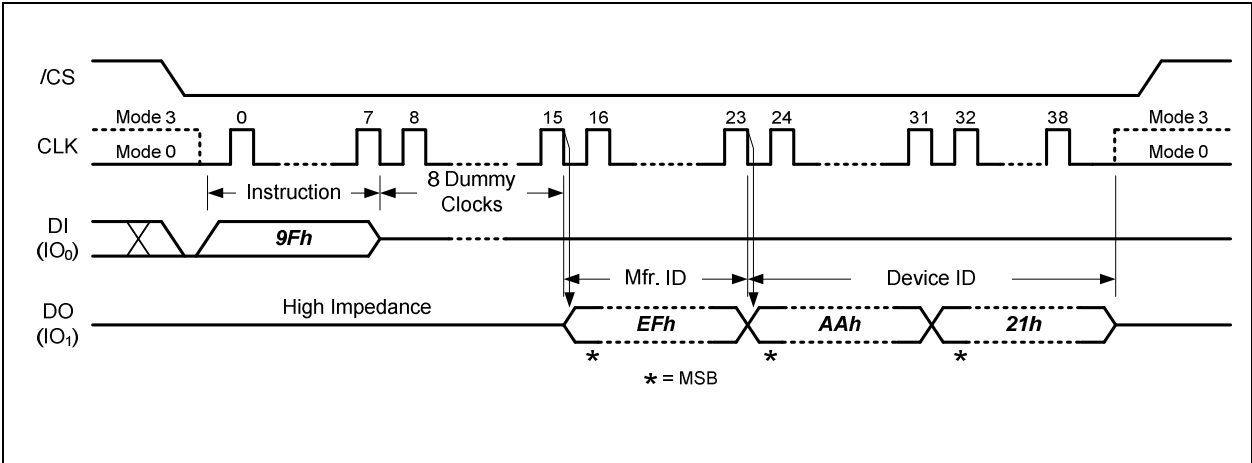 /CS
Mode 3 0 7 8 15 16 23 24 31 32 38 Mode 3
CLK
Mode 0 Mode 0
Instruction 8 Dummy
Clocks
DI
(IO₀)
9Fh
Mfr. ID Device ID
DO
(IO₁)
High Impedance
EFh AAh 21h
* * *
* = MSB